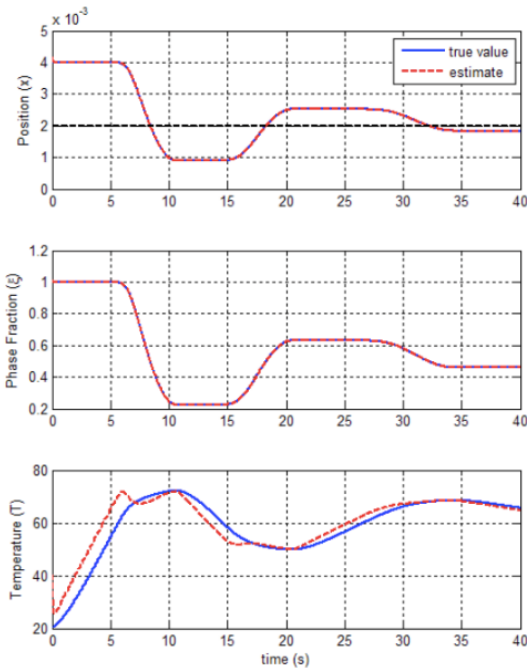 x 10⁻³
5
4
3
2
1
0
Position (x)
true value
estimate
0 5 10 15 20 25 30 35 40
1.2
1
0.8
0.6
0.4
0.2
Phase Fraction (ξ)
0 5 10 15 20 25 30 35 40
80
60
40
20
Temperature (T)
0 5 10 15 20 25 30 35 40
time (s)